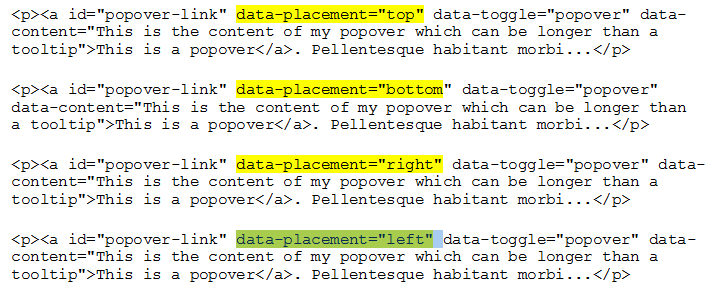 <p><a id="popover-link" data-placement="top" data-toggle="popover" data-
content="This is the content of my popover which can be longer than a
tooltip">This is a popover</a>. Pellentesque habitant morbi...</p>
<p><a id="popover-link" data-placement="bottom" data-toggle="popover"
data-content="This is the content of my popover which can be longer than
a tooltip">This is a popover</a>. Pellentesque habitant morbi...</p>
<p><a id="popover-link" data-placement="right" data-toggle="popover" data-
content="This is the content of my popover which can be longer than a
tooltip">This is a popover</a>. Pellentesque habitant morbi...</p>
<p><a id="popover-link" data-placement="left" data-toggle="popover" data-
content="This is the content of my popover which can be longer than a
tooltip">This is a popover</a>. Pellentesque habitant morbi...</p>